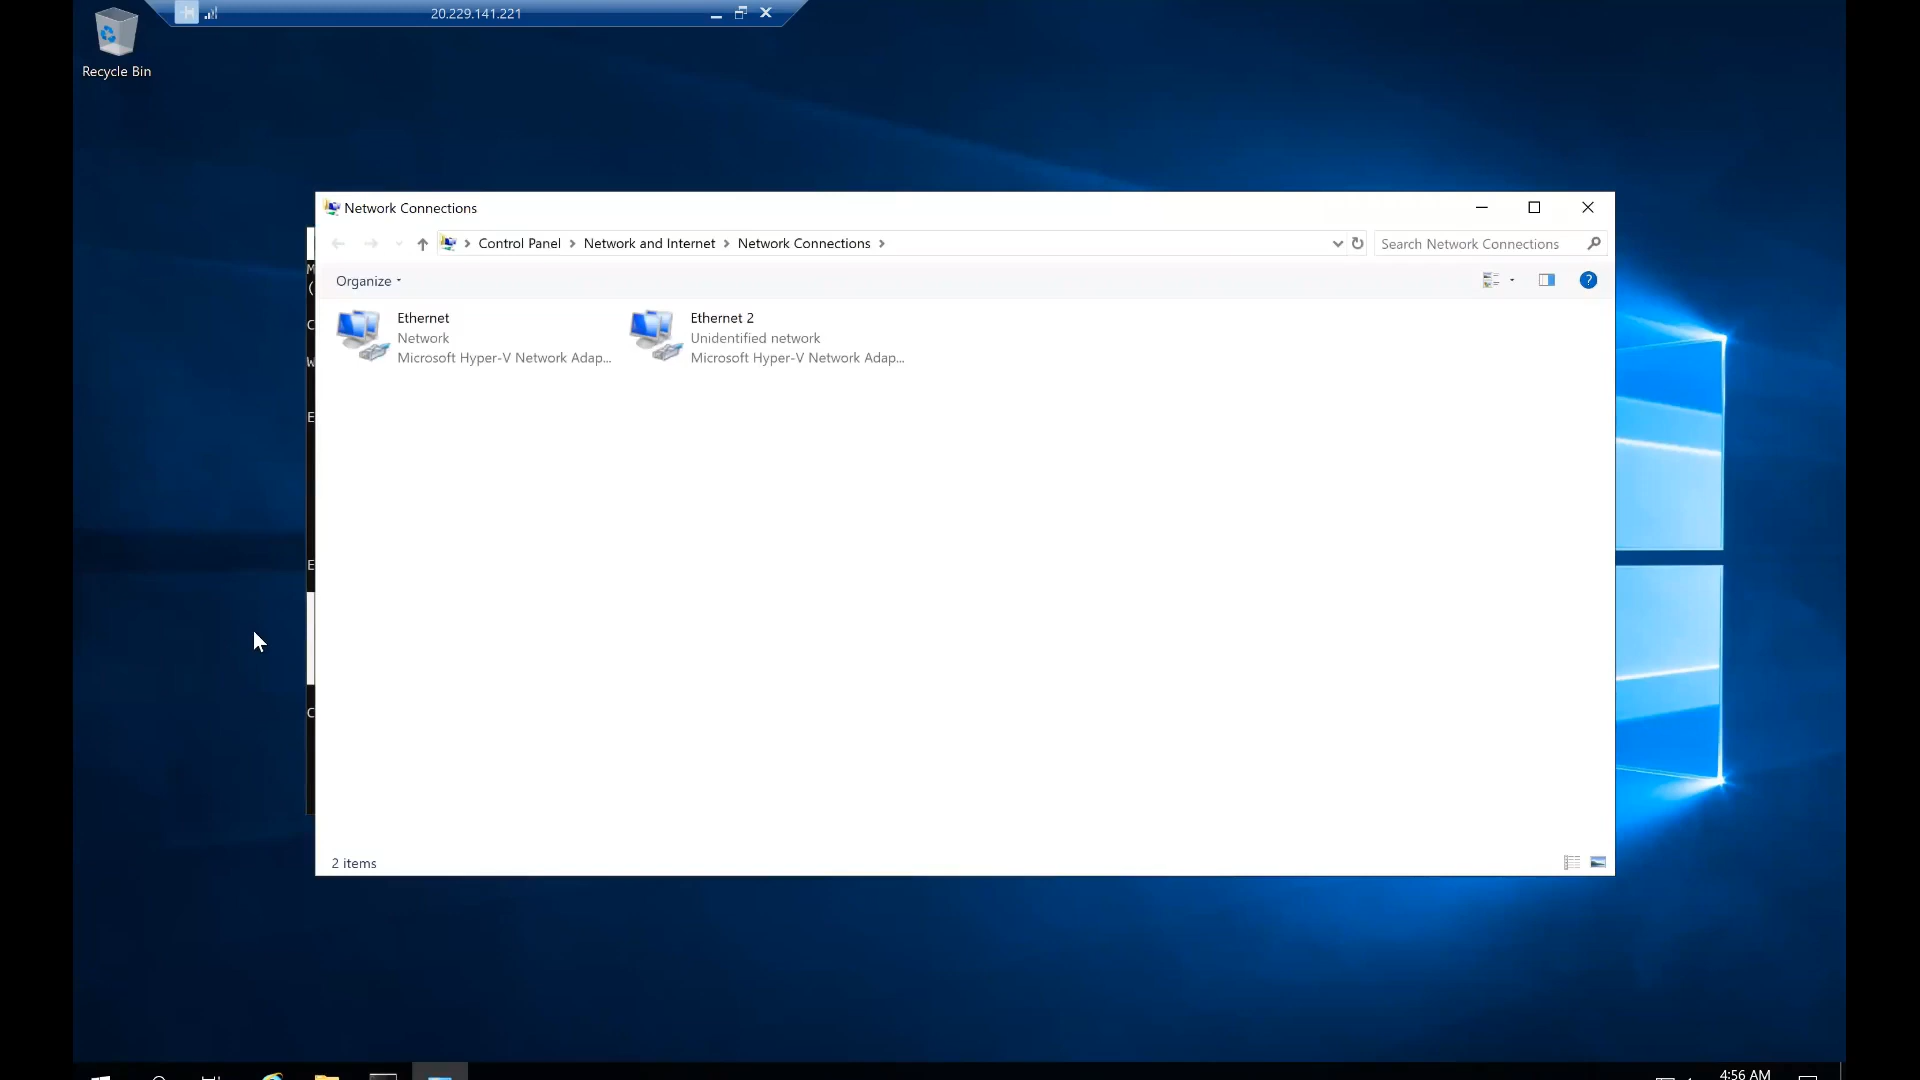 20.229.141.221
Recycle Bin
Network Connections
Control Panel Network and Internet Network Connections
Search Network Connections
Organize
?
Ethernet
Network
Microsoft Hyper-V Network Adap...
Ethernet 2
Unidentified network
Microsoft Hyper-V Network Adap...
M
(
C
W
E
E
C
2 items
4:56 AM